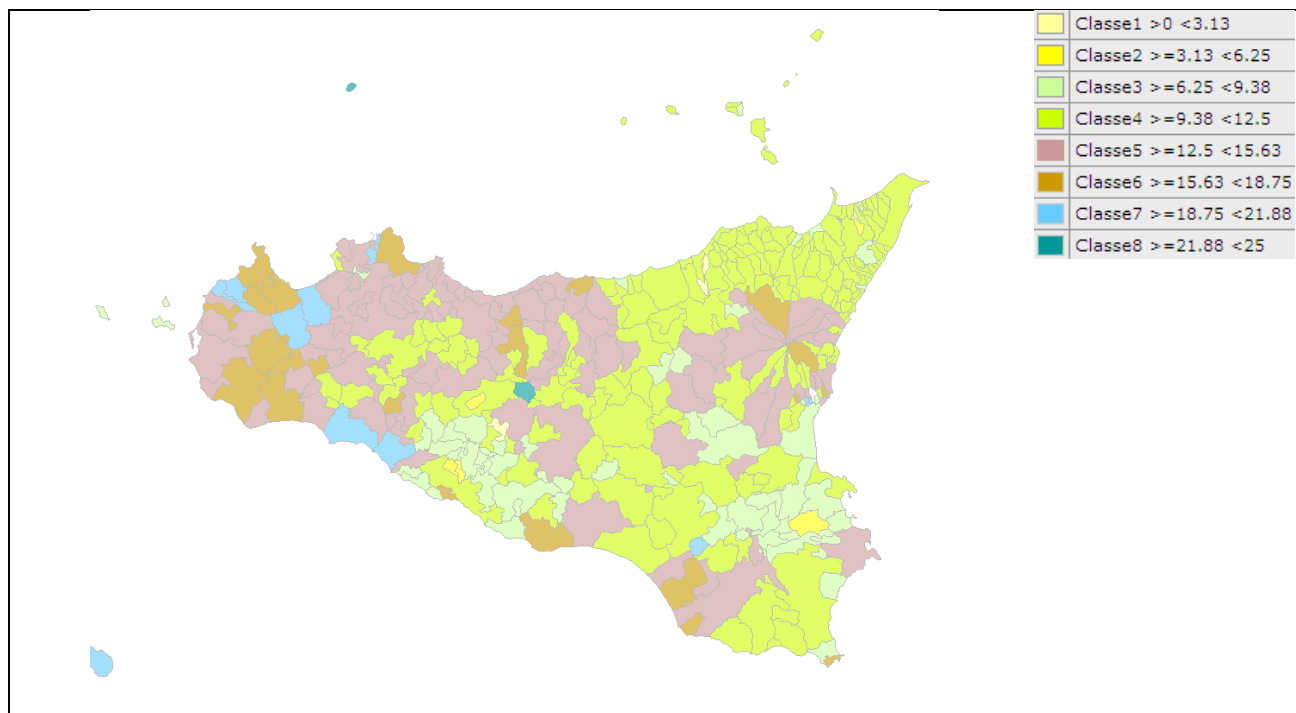 Classe1 >0 <3.13
Classe2 >=3.13 <6.25
Classe3 >=6.25 <9.38
Classe4 >=9.38 <12.5
Classe5 >=12.5 <15.63
Classe6 >=15.63 <18.75
Classe7 >=18.75 <21.88
Classe8 >=21.88 <25